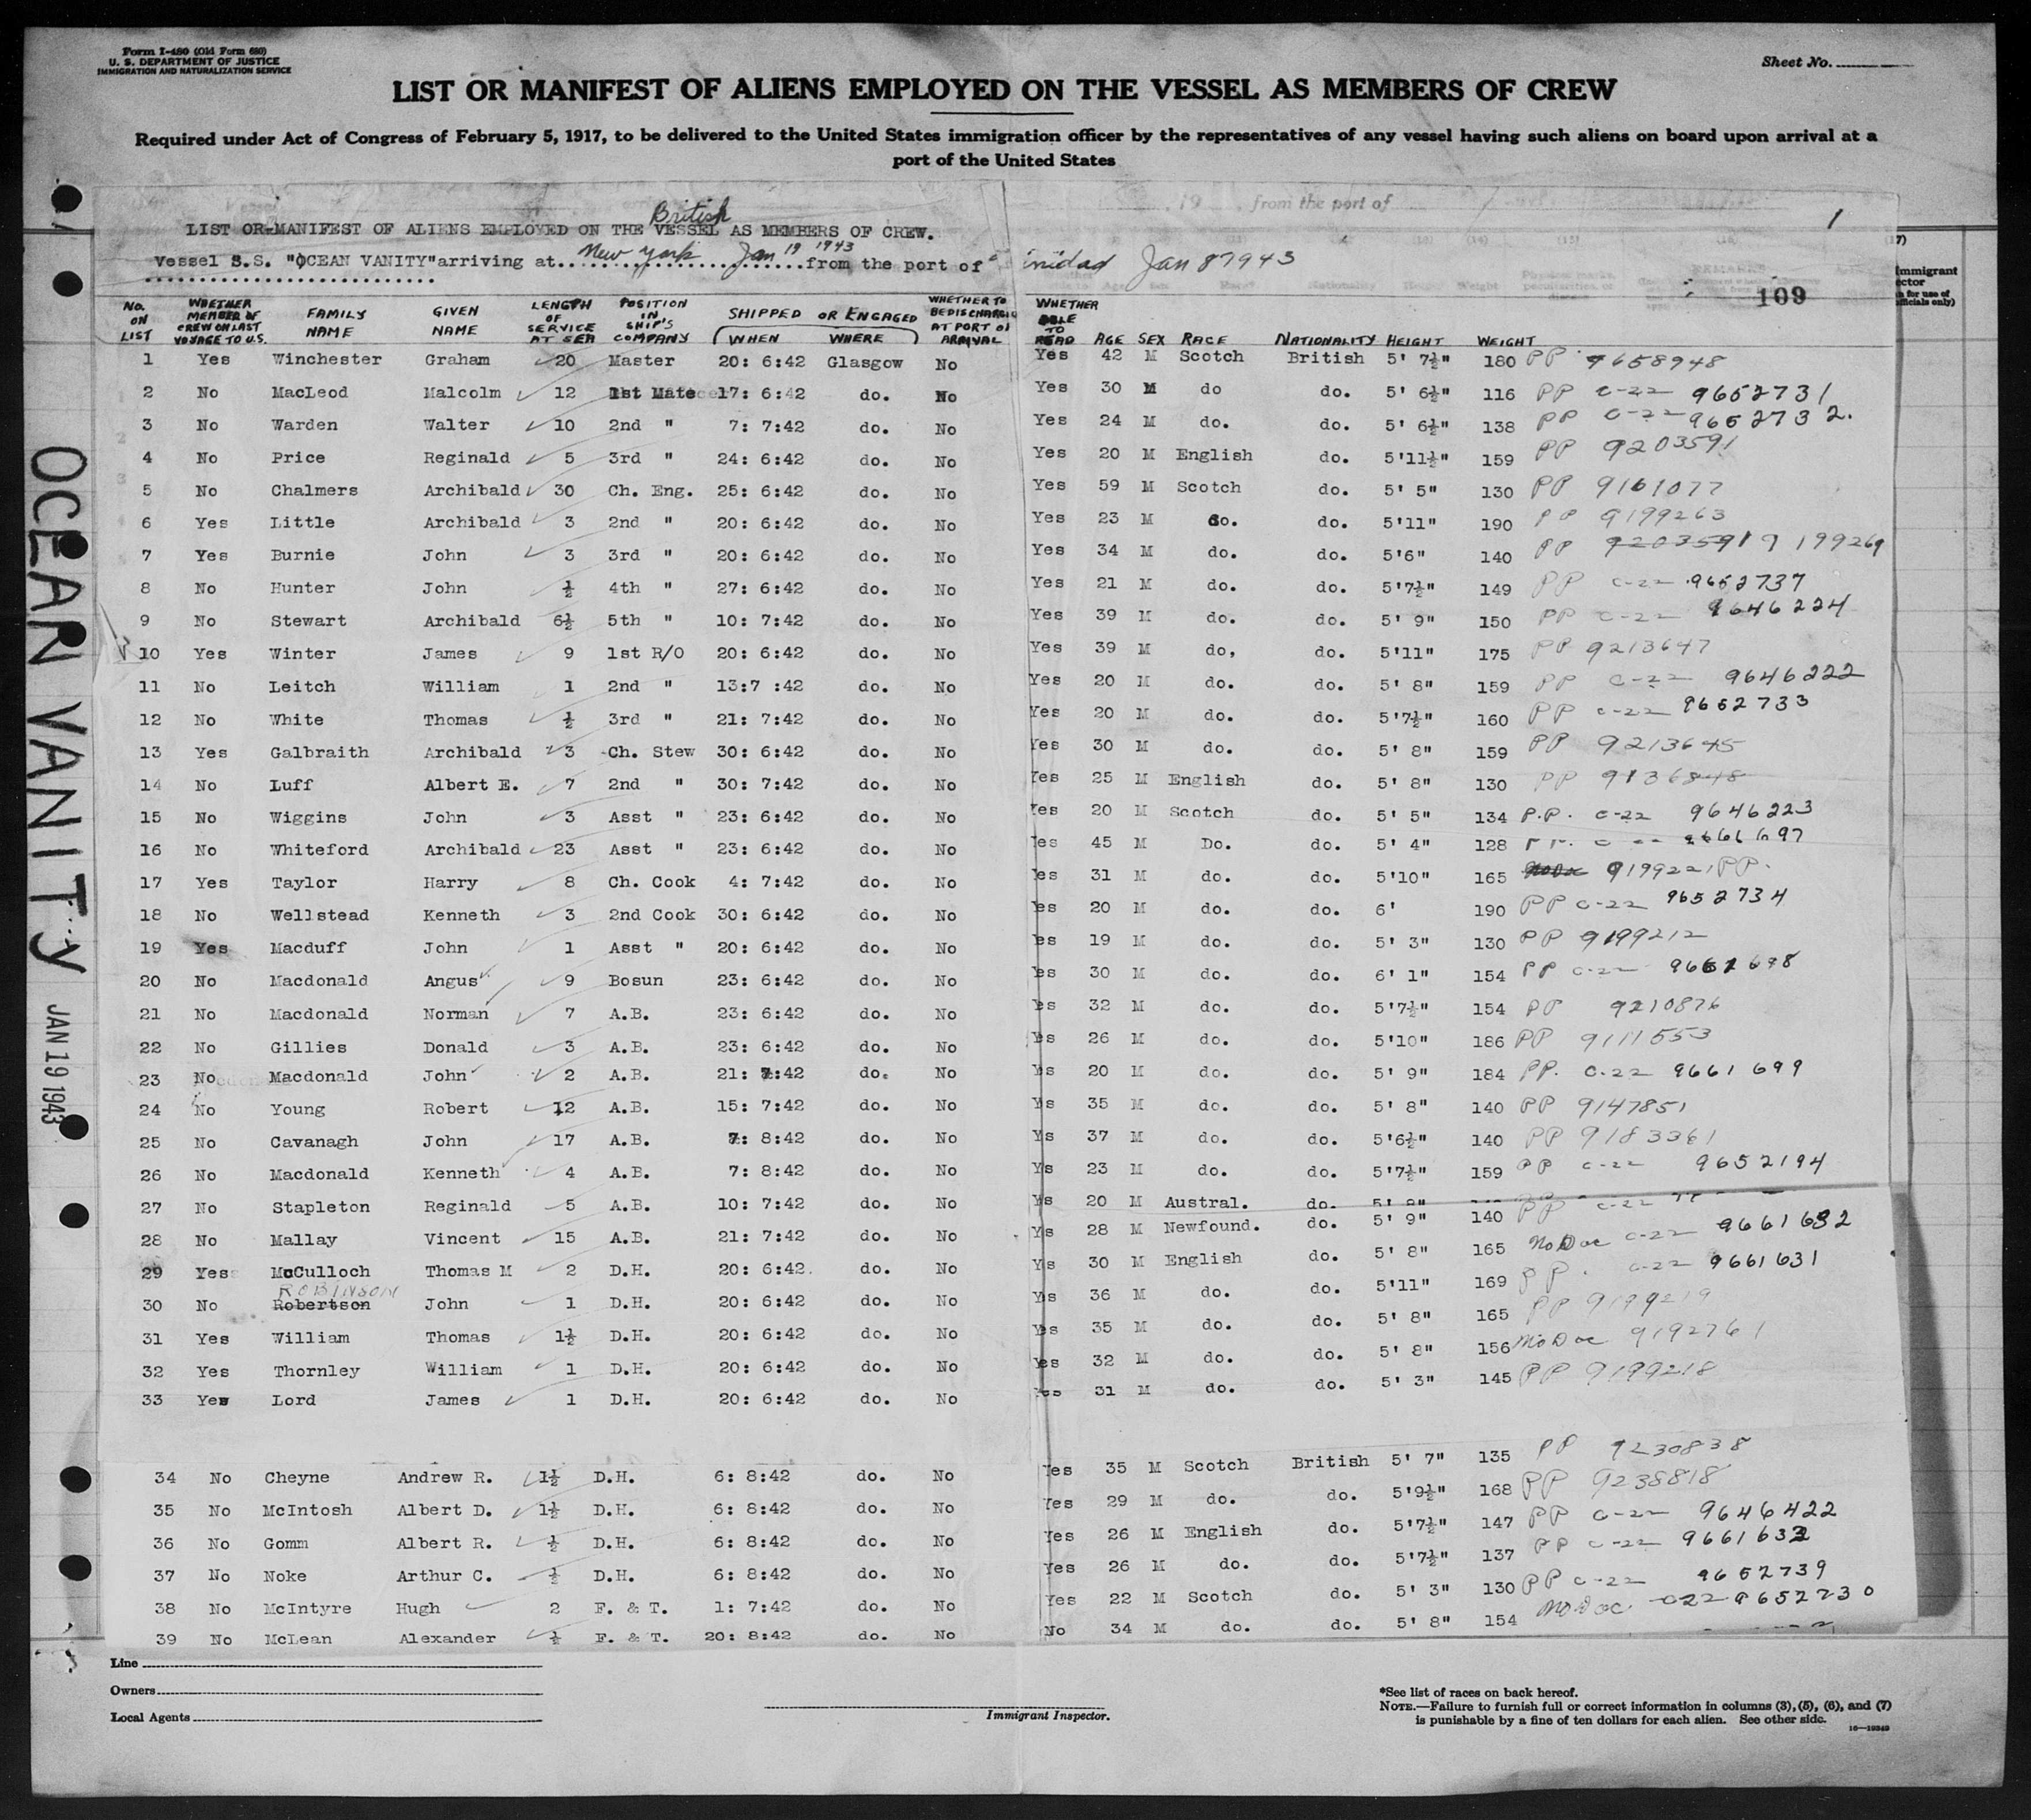 Form I-480 (Old Form 680)
U. S. DEPARTMENT OF JUSTICE
IMMIGRATION AND NATURALIZATION SERVICE
Sheet No.
LIST OR MANIFEST OF ALIENS EMPLOYED ON THE VESSEL AS MEMBERS OF CREW
Required under Act of Congress of February 5, 1917, to be delivered to the United States immigration officer by the representatives of any vessel having such aliens on board upon arrival at a
port of the United States
, 19 , from the port of
British
1
LIST OR MANIFEST OF ALIENS EMPLOYED ON THE VESSEL AS MEMBERS OF CREW.
Vessel S.S. "OCEAN VANITY" arriving at New York Jan 19 1943 from the port of inidad Jan 8 1943
109
NO. ON LIST WHETHER MEMBER OF CREW ON LAST VOYAGE TO U.S. FAMILY NAME GIVEN NAME LENGTH OF SERVICE AT SEA POSITION IN SHIP'S COMPANY SHIPPED OR ENGAGED WHEN WHERE WHETHER TO BE DISCHARGED AT PORT OF ARRIVAL WHETHER ABLE TO READ AGE SEX RACE NATIONALITY HEIGHT WEIGHT
1 Yes Winchester Graham 20 Master 20: 6:42 Glasgow No Yes 42 M Scotch British 5' 7½" 180 PP 9658948
2 No MacLeod Malcolm 12 1st Mate 17: 6:42 do. No Yes 30 M do do. 5' 6½" 116 PP C-22 9652731
3 No Warden Walter 10 2nd " 7: 7:42 do. No Yes 24 M do. do. 5' 6½" 138 PP C-22 9652732.
4 No Price Reginald 5 3rd " 24: 6:42 do. No Yes 20 M English do. 5'11½" 159 PP 9203591
5 No Chalmers Archibald 30 Ch. Eng. 25: 6:42 do. No Yes 59 M Scotch do. 5' 5" 130 PP 9161077
6 Yes Little Archibald 3 2nd " 20: 6:42 do. No Yes 23 M do. do. 5'11" 190 PP 9199263
7 Yes Burnie John 3 3rd " 20: 6:42 do. No Yes 34 M do. do. 5'6" 140 PP 9203591 9199269
8 No Hunter John ½ 4th " 27: 6:42 do. No Yes 21 M do. do. 5'7½" 149 PP C-22 9652737
9 No Stewart Archibald 6½ 5th " 10: 7:42 do. No Yes 39 M do. do. 5' 9" 150 PP C-22 9646224
10 Yes Winter James 9 1st R/O 20: 6:42 do. No Yes 39 M do, do. 5'11" 175 PP 9213647
11 No Leitch William 1 2nd " 13:7 :42 do. No Yes 20 M do. do. 5' 8" 159 PP C-22 9646222
12 No White Thomas ½ 3rd " 21: 7:42 do. No Yes 20 M do. do. 5'7½" 160 PP C-22 9652733
13 Yes Galbraith Archibald 3 Ch. Stew 30: 6:42 do. No Yes 30 M do. do. 5' 8" 159 PP 9213645
14 No Luff Albert E. 7 2nd " 30: 7:42 do. No Yes 25 M English do. 5' 8" 130 PP 9136848
15 No Wiggins John 3 Asst " 23: 6:42 do. No Yes 20 M Scotch do. 5' 5" 134 P.P. C-22 9646223
16 No Whiteford Archibald 23 Asst " 23: 6:42 do. No Yes 45 M Do. do. 5' 4" 128 9661697
17 Yes Taylor Harry 8 Ch. Cook 4: 7:42 do. No Yes 31 M do. do. 5'10" 165 No Doc 9199221 PP.
18 No Wellstead Kenneth 3 2nd Cook 30: 6:42 do. No Yes 20 M do. do. 6' 190 PP C-22 9652734
19 Yes Macduff John 1 Asst " 20: 6:42 do. No Yes 19 M do. do. 5' 3" 130 PP 9199212
20 No Macdonald Angus 9 Bosun 23: 6:42 do. No Yes 30 M do. do. 6' 1" 154 PP C-22 9661698
21 No Macdonald Norman 7 A.B. 23: 6:42 do. No Yes 32 M do. do. 5'7½" 154 PP 9210876
22 No Gillies Donald 3 A.B. 23: 6:42 do. No Yes 26 M do. do. 5'10" 186 PP 9111553
23 No Macdonald John 2 A.B. 21: 7:42 do. No Ys 20 M do. do. 5' 9" 184 PP. C-22 9661699
24 No Young Robert 12 A.B. 15: 7:42 do. No Ys 35 M do. do. 5' 8" 140 PP 9147851
25 No Cavanagh John 17 A.B. 7: 8:42 do. No Ys 37 M do. do. 5'6½" 140 PP 9183361
26 No Macdonald Kenneth 4 A.B. 7: 8:42 do. No Ys 23 M do. do. 5'7½" 159 PP C-22 9652194
27 No Stapleton Reginald 5 A.B. 10: 7:42 do. No Ys 20 M Austral. do. PP C-22
28 No Mallay Vincent 15 A.B. 21: 7:42 do. No Ys 28 M Newfound. do. 5' 9" 140 No Doc C-22 9661632
29 Yes McCulloch Thomas M 2 D.H. 20: 6:42. do. No Ys 30 M English do. 5' 8" 165 PP. C-22 9661631
ROBINSON
30 No Robertson John 1 D.H. 20: 6:42 do. No Yes 36 M do. do. 5'11" 169 PP 9199219
31 Yes William Thomas 1½ D.H. 20: 6:42 do. No Yes 35 M do. do. 5' 8" 165 No Doc 9192761
32 Yes Thornley William 1 D.H. 20: 6:42 do. No Yes 32 M do. do. 5' 8" 156 PP 9199218
33 Yes Lord James 1 D.H. 20: 6:42 do. No Yes 31 M do. do. 5' 3" 145
34 No Cheyne Andrew R. 1½ D.H. 6: 8:42 do. No Yes 35 M Scotch British 5' 7" 135 PP 9230838
35 No McIntosh Albert D. 1½ D.H. 6: 8:42 do. No Yes 29 M do. do. 5'9½" 168 PP 9238818
36 No Gomm Albert R. ½ D.H. 6: 8:42 do. No Yes 26 M English do. 5'7½" 147 PP C-22 9646422
37 No Noke Arthur C. ½ D.H. 6: 8:42 do. No Yes 26 M do. do. 5'7½" 137 PP C-22 9661633
38 No McIntyre Hugh 2 F. & T. 1: 7:42 do. No Yes 22 M Scotch do. 5' 3" 130 PP C-22 9652739
39 No McLean Alexander ½ F. & T. 20: 8:42 do. No No 34 M do. do. 5' 8" 154 No Doc. C22 9652730
OCEAN VANITY JAN 19 1943
Line
Owners
Local Agents
Immigrant Inspector.
*See list of races on back hereof.
NOTE.—Failure to furnish full or correct information in columns (3), (5), (6), and (7)
is punishable by a fine of ten dollars for each alien. See other side.